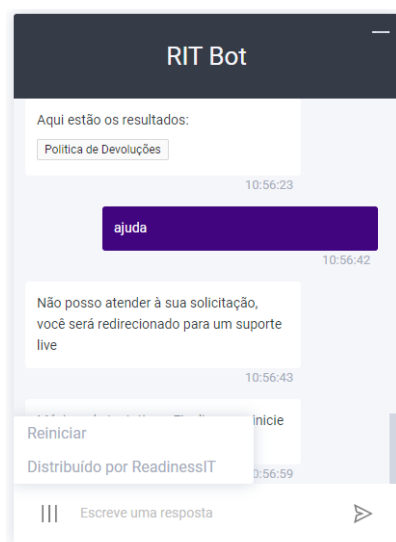 RIT Bot
Aqui estão os resultados:
Politica de Devoluções
10:56:23
ajuda
10:56:42
Não posso atender à sua solicitação,
você será redirecionado para um suporte
live
10:56:43
inicie
Reiniciar
Distribuído por ReadinessIT
0:56:59
Escreve uma resposta